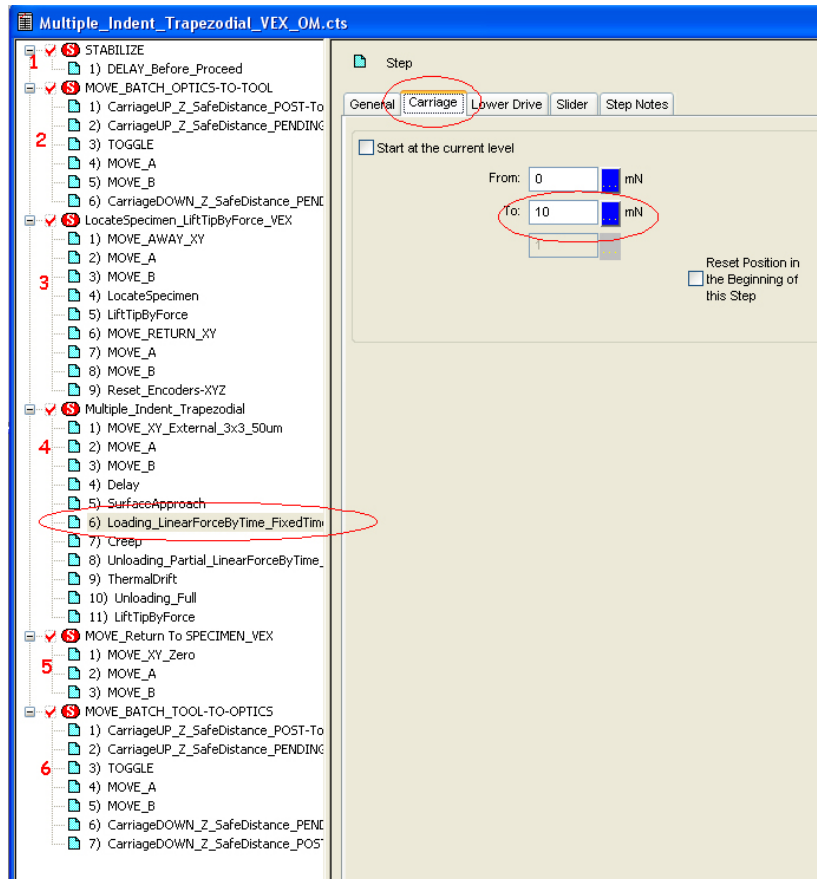 Multiple_Indent_Trapezodial_VEX_OM.cts
1
S STABILIZE
1) DELAY_Before_Proceed
S MOVE_BATCH_OPTICS-TO-TOOL
1) CarriageUP_Z_SafeDistance_POST-To
2) CarriageUP_Z_SafeDistance_PENDING
2
3) TOGGLE
4) MOVE_A
5) MOVE_B
6) CarriageDOWN_Z_SafeDistance_PEND
S LocateSpecimen_LiftTipByForce_VEX
1) MOVE_AWAY_XY
2) MOVE_A
3
3) MOVE_B
4) LocateSpecimen
5) LiftTipByForce
6) MOVE_RETURN_XY
7) MOVE_A
8) MOVE_B
9) Reset_Encoders-XYZ
S Multiple_Indent_Trapezodial
1) MOVE_XY_External_3x3_50um
4
2) MOVE_A
3) MOVE_B
4) Delay
5) SurfaceApproach
6) Loading_LinearForceByTime_FixedTim
7) Creep
8) Unloading_Partial_LinearForceByTime_
9) ThermalDrift
10) Unloading_Full
11) LiftTipByForce
S MOVE_Return To SPECIMEN_VEX
1) MOVE_XY_Zero
5
2) MOVE_A
3) MOVE_B
S MOVE_BATCH_TOOL-TO-OPTICS
1) CarriageUP_Z_SafeDistance_POST-To
2) CarriageUP_Z_SafeDistance_PENDING
6
3) TOGGLE
4) MOVE_A
5) MOVE_B
6) CarriageDOWN_Z_SafeDistance_PEND
7) CarriageDOWN_Z_SafeDistance_POST
Step
General Carriage Lower Drive Slider Step Notes
Start at the current level
From: 0 ... mN
To: 10 ... mN
1 ...
Reset Position in
the Beginning of
this Step